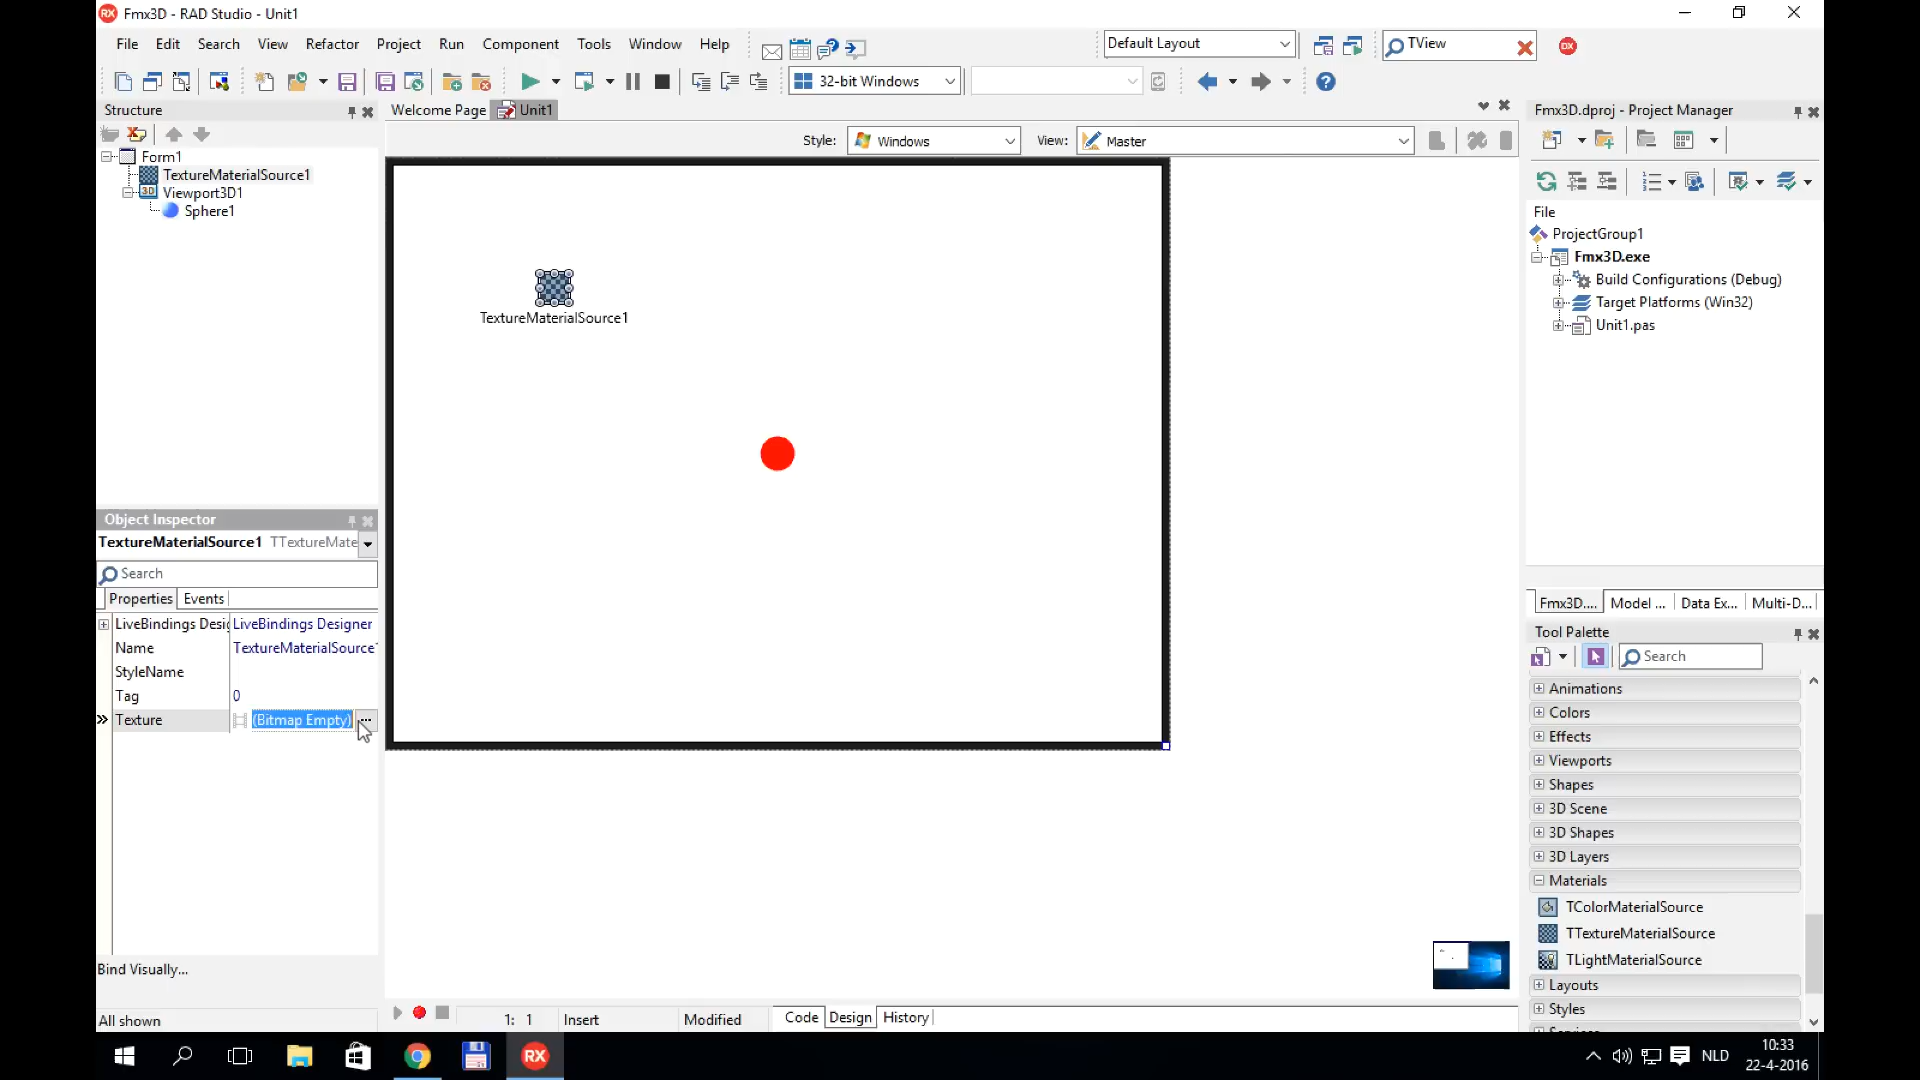 Fmx3D - RAD Studio - Unit1
File Edit Search View Refactor Project Run Component Tools Window Help
Default Layout
TView
32-bit Windows
Structure
Welcome Page Unit1
Fmx3D.dproj - Project Manager
Style: Windows View: Master
Form1
TextureMaterialSource1
Viewport3D1
Sphere1
File
ProjectGroup1
Fmx3D.exe
Build Configurations (Debug)
Target Platforms (Win32)
Unit1.pas
TextureMaterialSource1
Object Inspector
TextureMaterialSource1 TTextureMate
Search
Properties Events
LiveBindings Desig LiveBindings Designer
Name TextureMaterialSource1
StyleName
Tag 0
Texture (Bitmap Empty) ...
Bind Visually...
All shown
1: 1 Insert Modified Code Design History
Fmx3D.... Model ... Data Ex... Multi-D...
Tool Palette
Search
Animations
Colors
Effects
Viewports
Shapes
3D Scene
3D Shapes
3D Layers
Materials
TColorMaterialSource
TTextureMaterialSource
TLightMaterialSource
Layouts
Styles
RX
NLD
10:33
22-4-2016